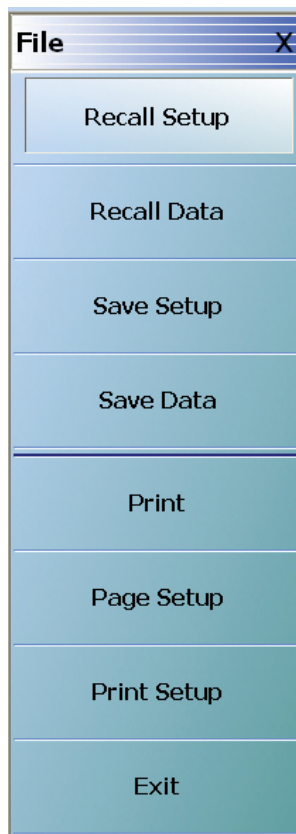 File X
Recall Setup
Recall Data
Save Setup
Save Data
Print
Page Setup
Print Setup
Exit